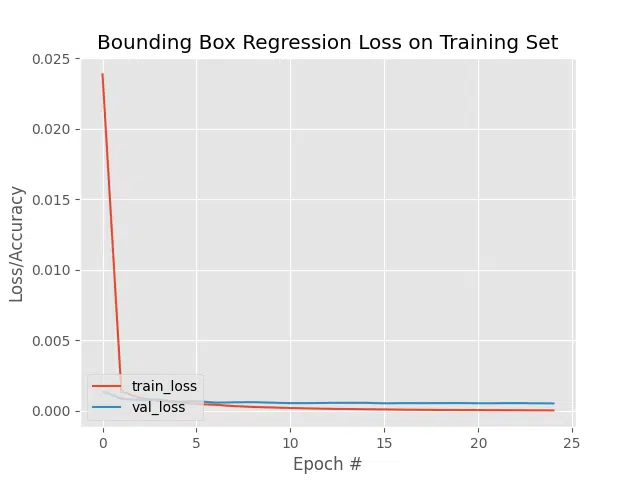 Bounding Box Regression Loss on Training Set
0.025
0.020
0.015
0.010
0.005
0.000
Loss/Accuracy
train_loss
val_loss
0 5 10 15 20 25
Epoch #